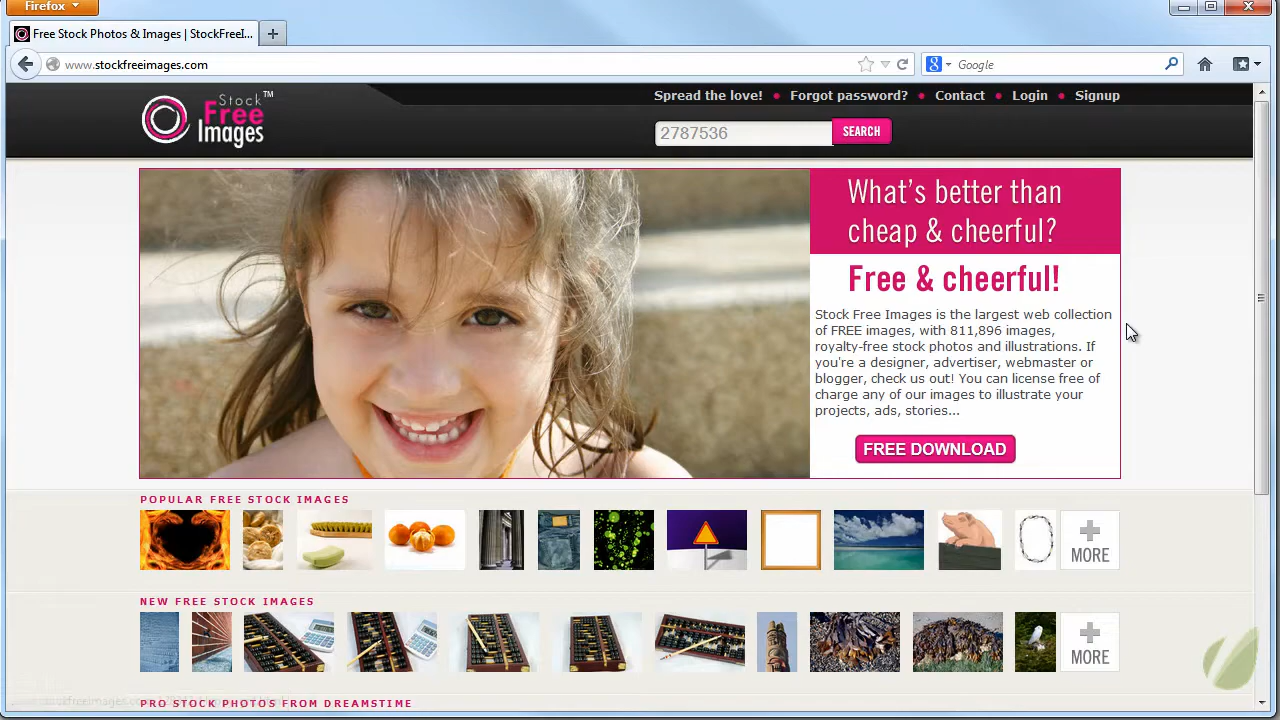 Firefox
Free Stock Photos & Images | StockFreeI...
www.stockfreeimages.com
Google
Spread the love! Forgot password? Contact Login Signup
Stock Free Images™
2787536
SEARCH
What's better than
cheap & cheerful?
Free & cheerful!
Stock Free Images is the largest web collection
of FREE images, with 811,896 images,
royalty-free stock photos and illustrations. If
you're a designer, advertiser, webmaster or
blogger, check us out! You can license free of
charge any of our images to illustrate your
projects, ads, stories...
FREE DOWNLOAD
POPULAR FREE STOCK IMAGES
MORE
NEW FREE STOCK IMAGES
MORE
PRO STOCK PHOTOS FROM DREAMSTIME